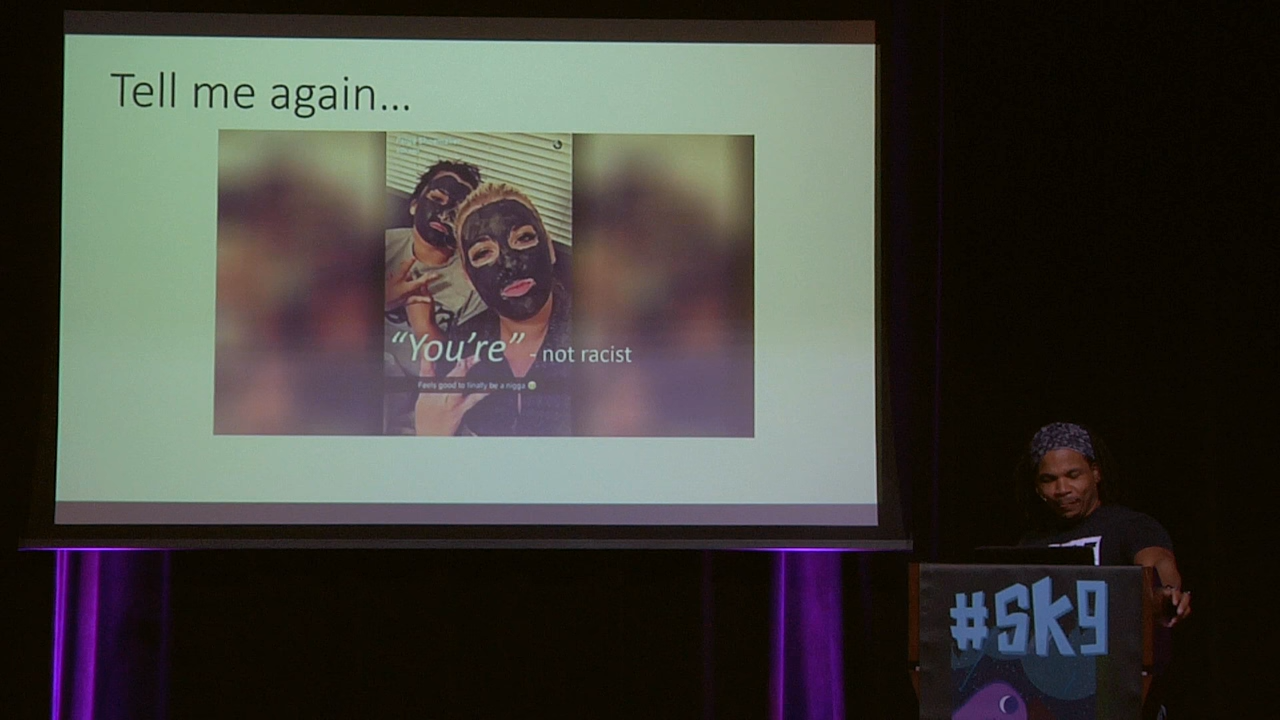 Tell me again...
“You’re” - not racist
Feels good to finally be a nigga
#sk9